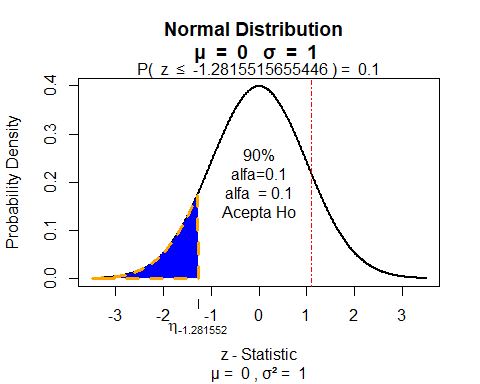 Normal Distribution
μ = 0 σ = 1
P( z ≤ -1.2815515655446 ) = 0.1
Probability Density
0.4
0.3
0.2
0.1
0.0
90%
alfa=0.1
alfa = 0.1
Acepta Ho
-3 -2 -1 0 1 2 3
η-1.281552
z - Statistic
μ = 0 , σ² = 1